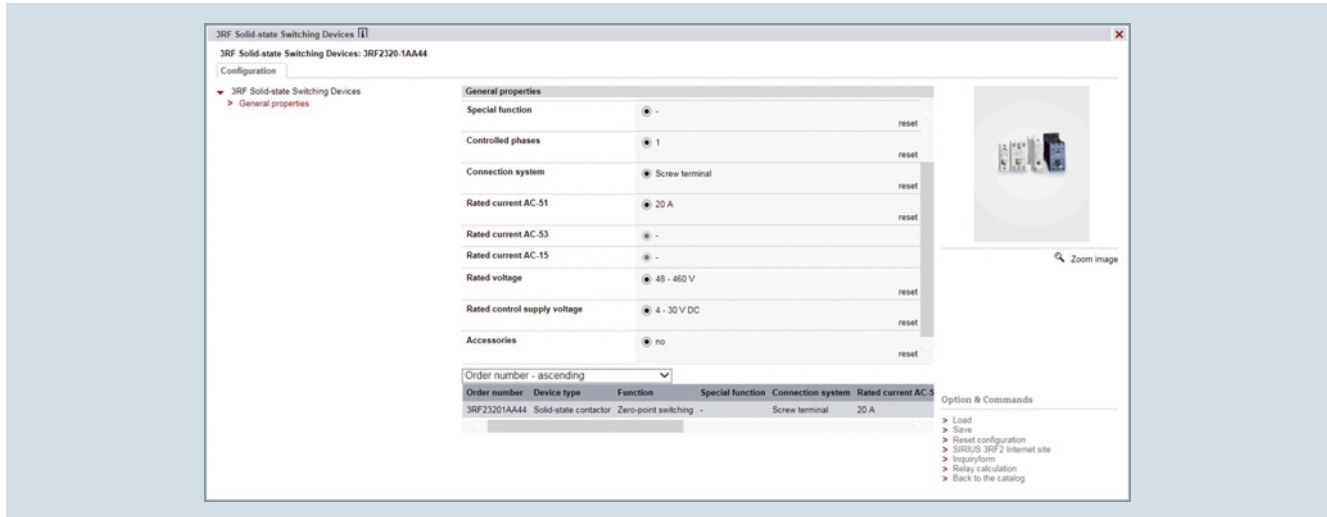 3RF Solid-state Switching Devices
3RF Solid-state Switching Devices: 3RF2320-1AA44
Configuration
3RF Solid-state Switching Devices
> General properties
General properties
Special function
-
reset
Controlled phases
1
reset
Connection system
Screw terminal
reset
Rated current AC-51
20 A
reset
Rated current AC-53
-
Rated current AC-15
-
Rated voltage
48 - 460 V
reset
Rated control supply voltage
4 - 30 V DC
reset
Accessories
no
reset
Zoom image
Order number - ascending
Order number Device type Function Special function Connection system Rated current AC-5
3RF23201AA44 Solid-state contactor Zero-point switching - Screw terminal 20 A
Option & Commands
> Load
> Save
> Reset configuration
> SIRIUS 3RF2 Internet site
> Inquiryform
> Relay calculation
> Back to the catalog